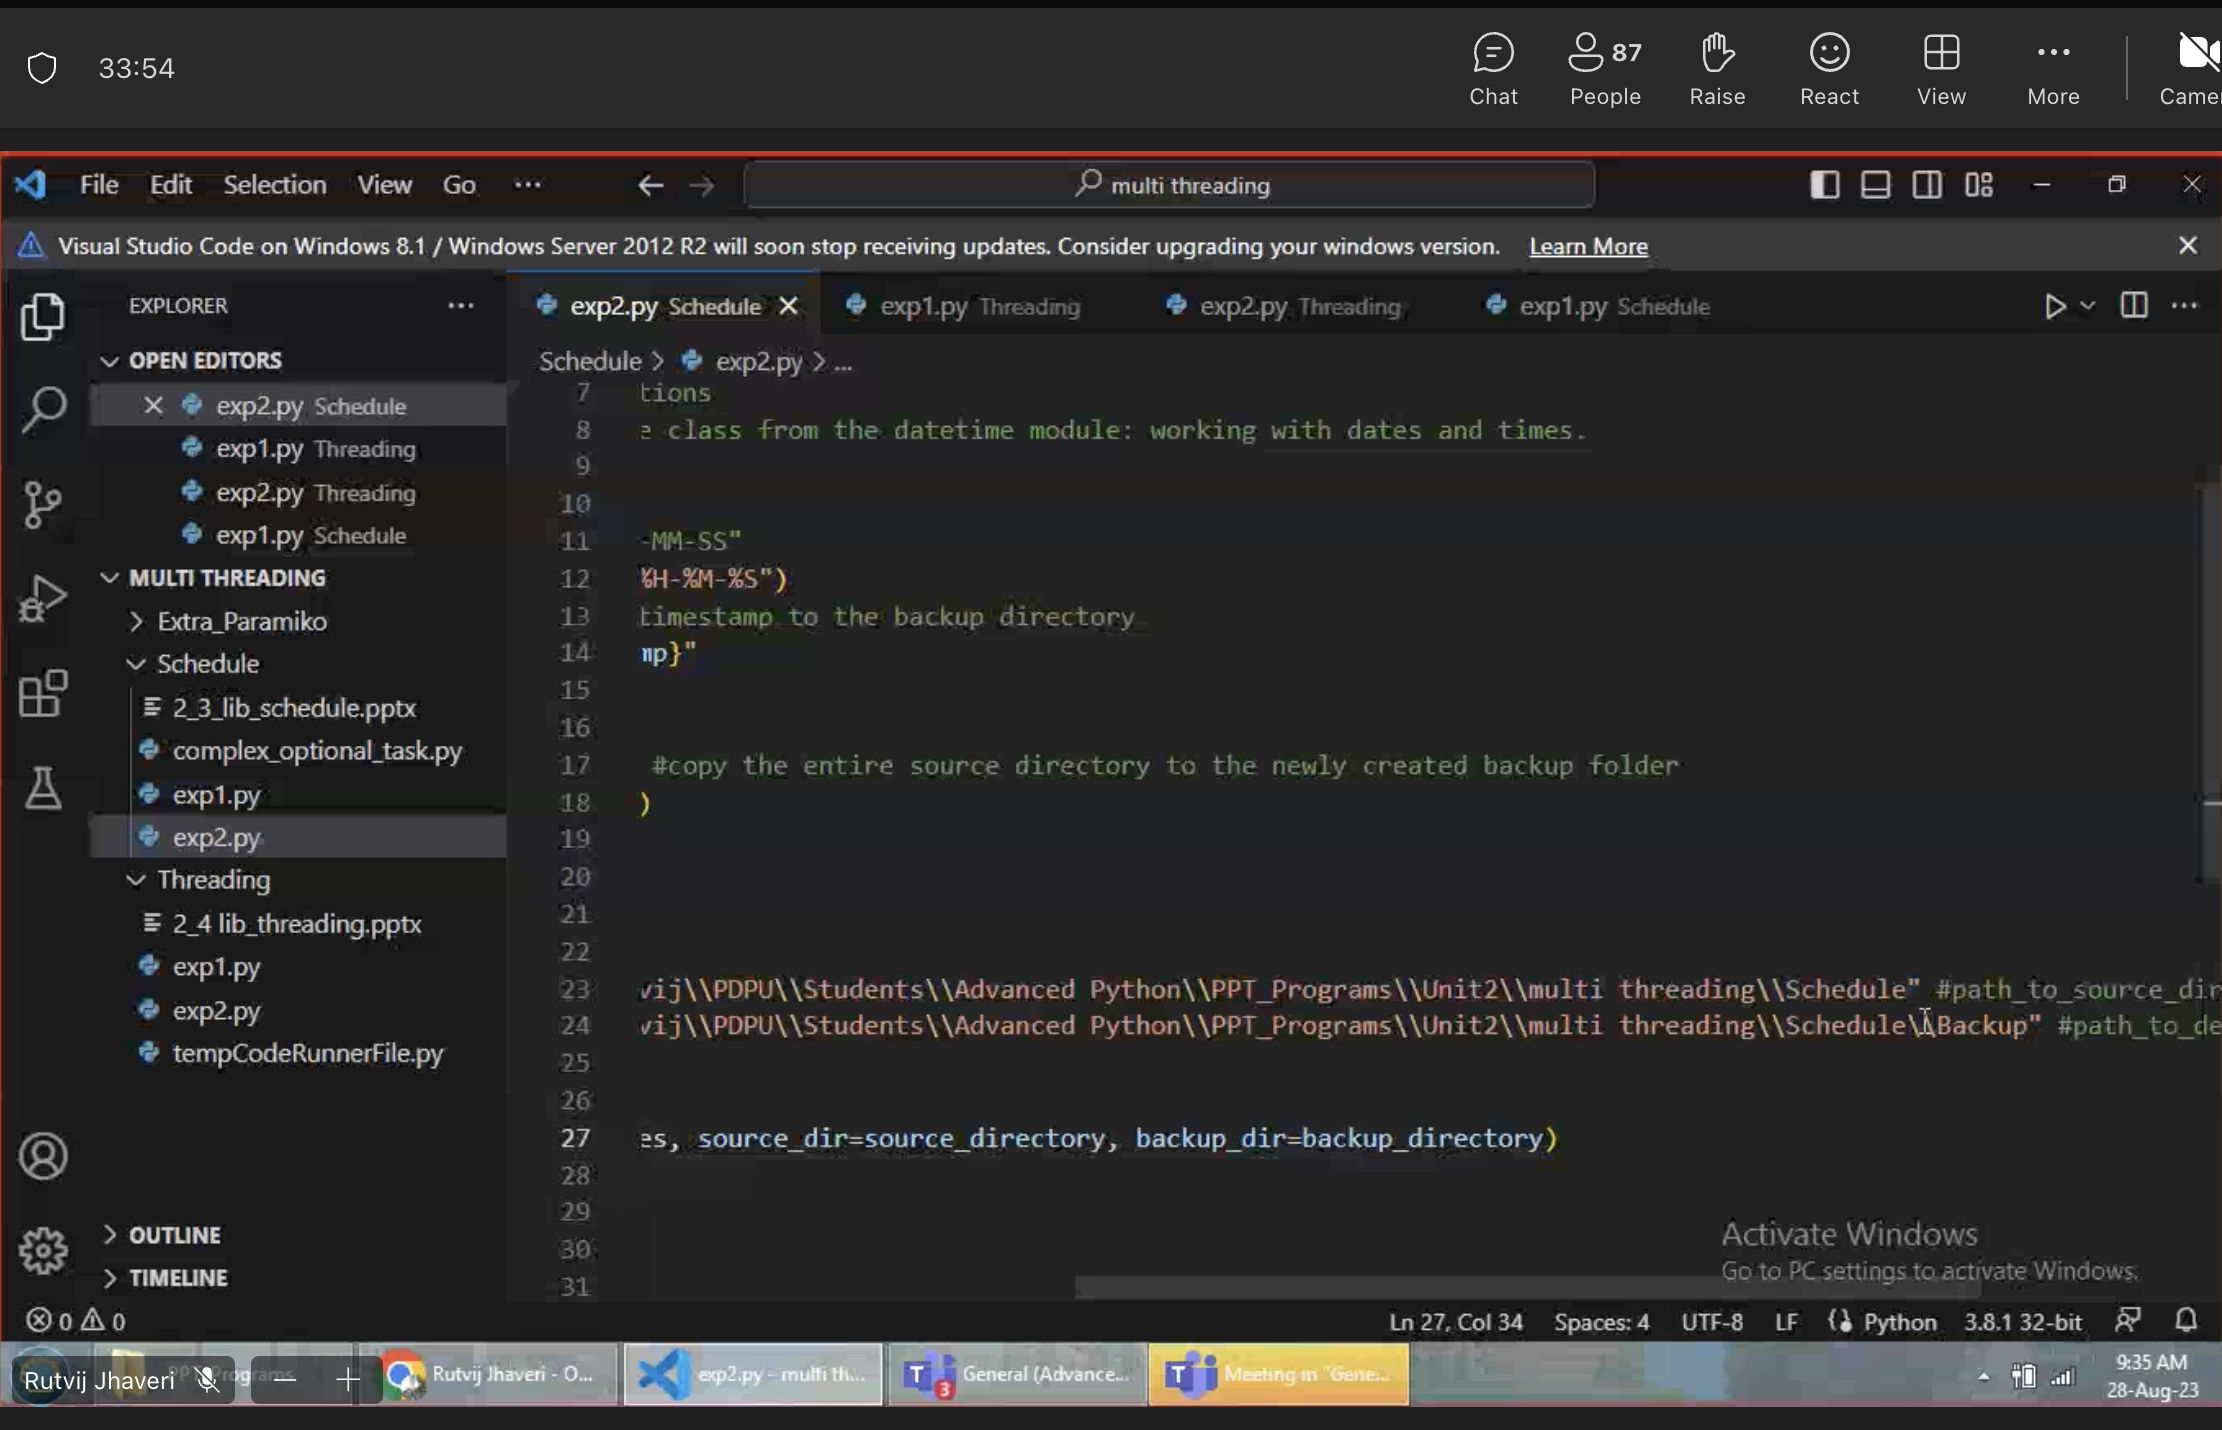 33:54
Chat
87
People
Raise
React
View
More
Came
File Edit Selection View Go ...
multi threading
Visual Studio Code on Windows 8.1 / Windows Server 2012 R2 will soon stop receiving updates. Consider upgrading your windows version. Learn More
EXPLORER
OPEN EDITORS
exp2.py Schedule
exp1.py Threading
exp2.py Threading
exp1.py Schedule
MULTI THREADING
Extra_Paramiko
Schedule
2_3_lib_schedule.pptx
complex_optional_task.py
exp1.py
exp2.py
Threading
2_4 lib_threading.pptx
exp1.py
exp2.py
tempCodeRunnerFile.py
OUTLINE
TIMELINE
exp2.py Schedule
exp1.py Threading
exp2.py Threading
exp1.py Schedule
Schedule > exp2.py > ...
7 tions
8 e class from the datetime module: working with dates and times.
9
10
11 -MM-SS"
12 %H-%M-%S")
13 timestamp to the backup directory
14 mp}"
15
16
17 #copy the entire source directory to the newly created backup folder
18 )
19
20
21
22
23 vij\\PDPU\\Students\\Advanced Python\\PPT_Programs\\Unit2\\multi threading\\Schedule" #path_to_source_dir
24 vij\\PDPU\\Students\\Advanced Python\\PPT_Programs\\Unit2\\multi threading\\Schedule\\Backup" #path_to_de
25
26
27 es, source_dir=source_directory, backup_dir=backup_directory)
28
29
30
31
Activate Windows
Go to PC settings to activate Windows.
0 0
Ln 27, Col 34 Spaces: 4 UTF-8 LF Python 3.8.1 32-bit
Rutvij Jhaveri
Rutvij Jhaveri - O...
exp2.py - multi th...
3
General (Advance...
Meeting in "Gene...
9:35 AM
28-Aug-23